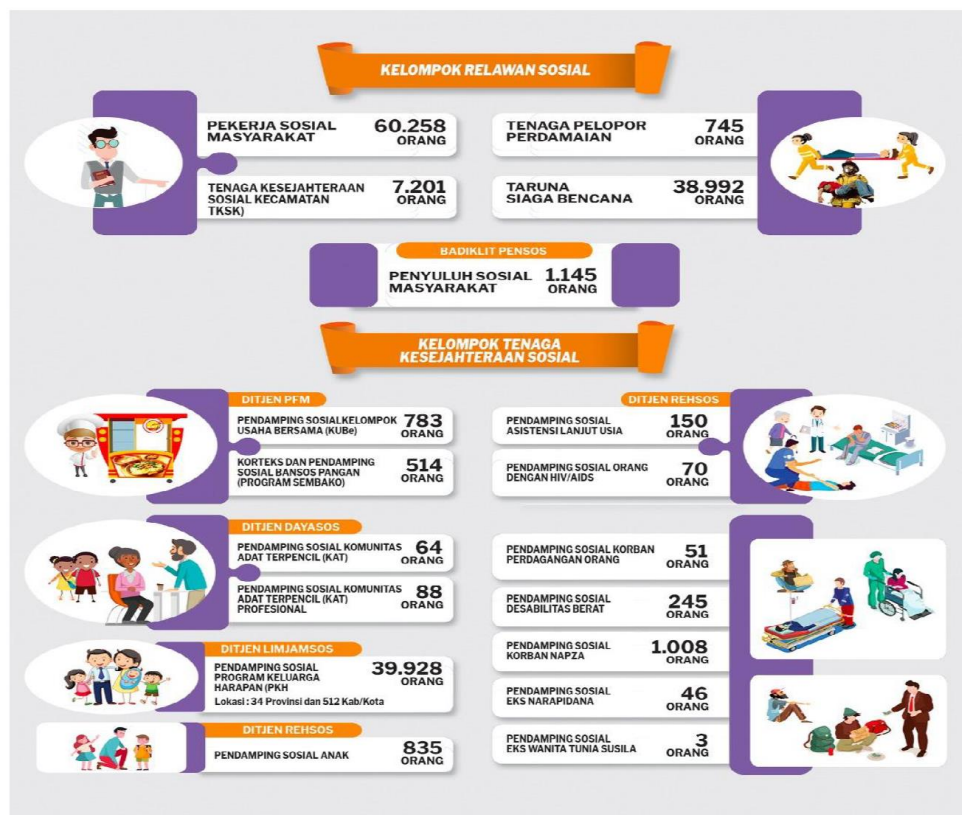 KELOMPOK RELAWAN SOSIAL
PEKERJA SOSIAL
MASYARAKAT
60.258
ORANG
TENAGA KESEJAHTERAAN
SOSIAL KECAMATAN
TKSK)
7.201
ORANG
TENAGA PELOPOR
PERDAMAIAN
745
ORANG
TARUNA
SIAGA BENCANA
38.992
ORANG
BADIKLIT PENSOS
PENYULUH SOSIAL
MASYARAKAT
1.145
ORANG
KELOMPOK TENAGA
KESEJAHTERAAN SOSIAL
DITJEN PFM
PENDAMPING SOSIALKELOMPOK
USAHA BERSAMA (KUBe)
783
ORANG
KORTEKS DAN PENDAMPING
SOSIAL BANSOS PANGAN
(PROGRAM SEMBAKO)
514
ORANG
DITJEN DAYASOS
PENDAMPING SOSIAL KOMUNITAS
ADAT TERPENCIL (KAT)
64
ORANG
PENDAMPING SOSIAL KOMUNITAS
ADAT TERPENCIL (KAT)
PROFESIONAL
88
ORANG
DITJEN LIMJAMSOS
PENDAMPING SOSIAL
PROGRAM KELUARGA
HARAPAN (PKH
39.928
ORANG
Lokasi : 34 Provinsi dan 512 Kab/Kota
DITJEN REHSOS
PENDAMPING SOSIAL ANAK
835
ORANG
DITJEN REHSOS
PENDAMPING SOSIAL
ASISTENSI LANJUT USIA
150
ORANG
PENDAMPING SOSIAL ORANG
DENGAN HIV/AIDS
70
ORANG
PENDAMPING SOSIAL KORBAN
PERDAGANGAN ORANG
51
ORANG
PENDAMPING SOSIAL
DESABILITAS BERAT
245
ORANG
PENDAMPING SOSIAL
KORBAN NAPZA
1.008
ORANG
PENDAMPING SOSIAL
EKS NARAPIDANA
46
ORANG
PENDAMPING SOSIAL
EKS WANITA TUNIA SUSILA
3
ORANG